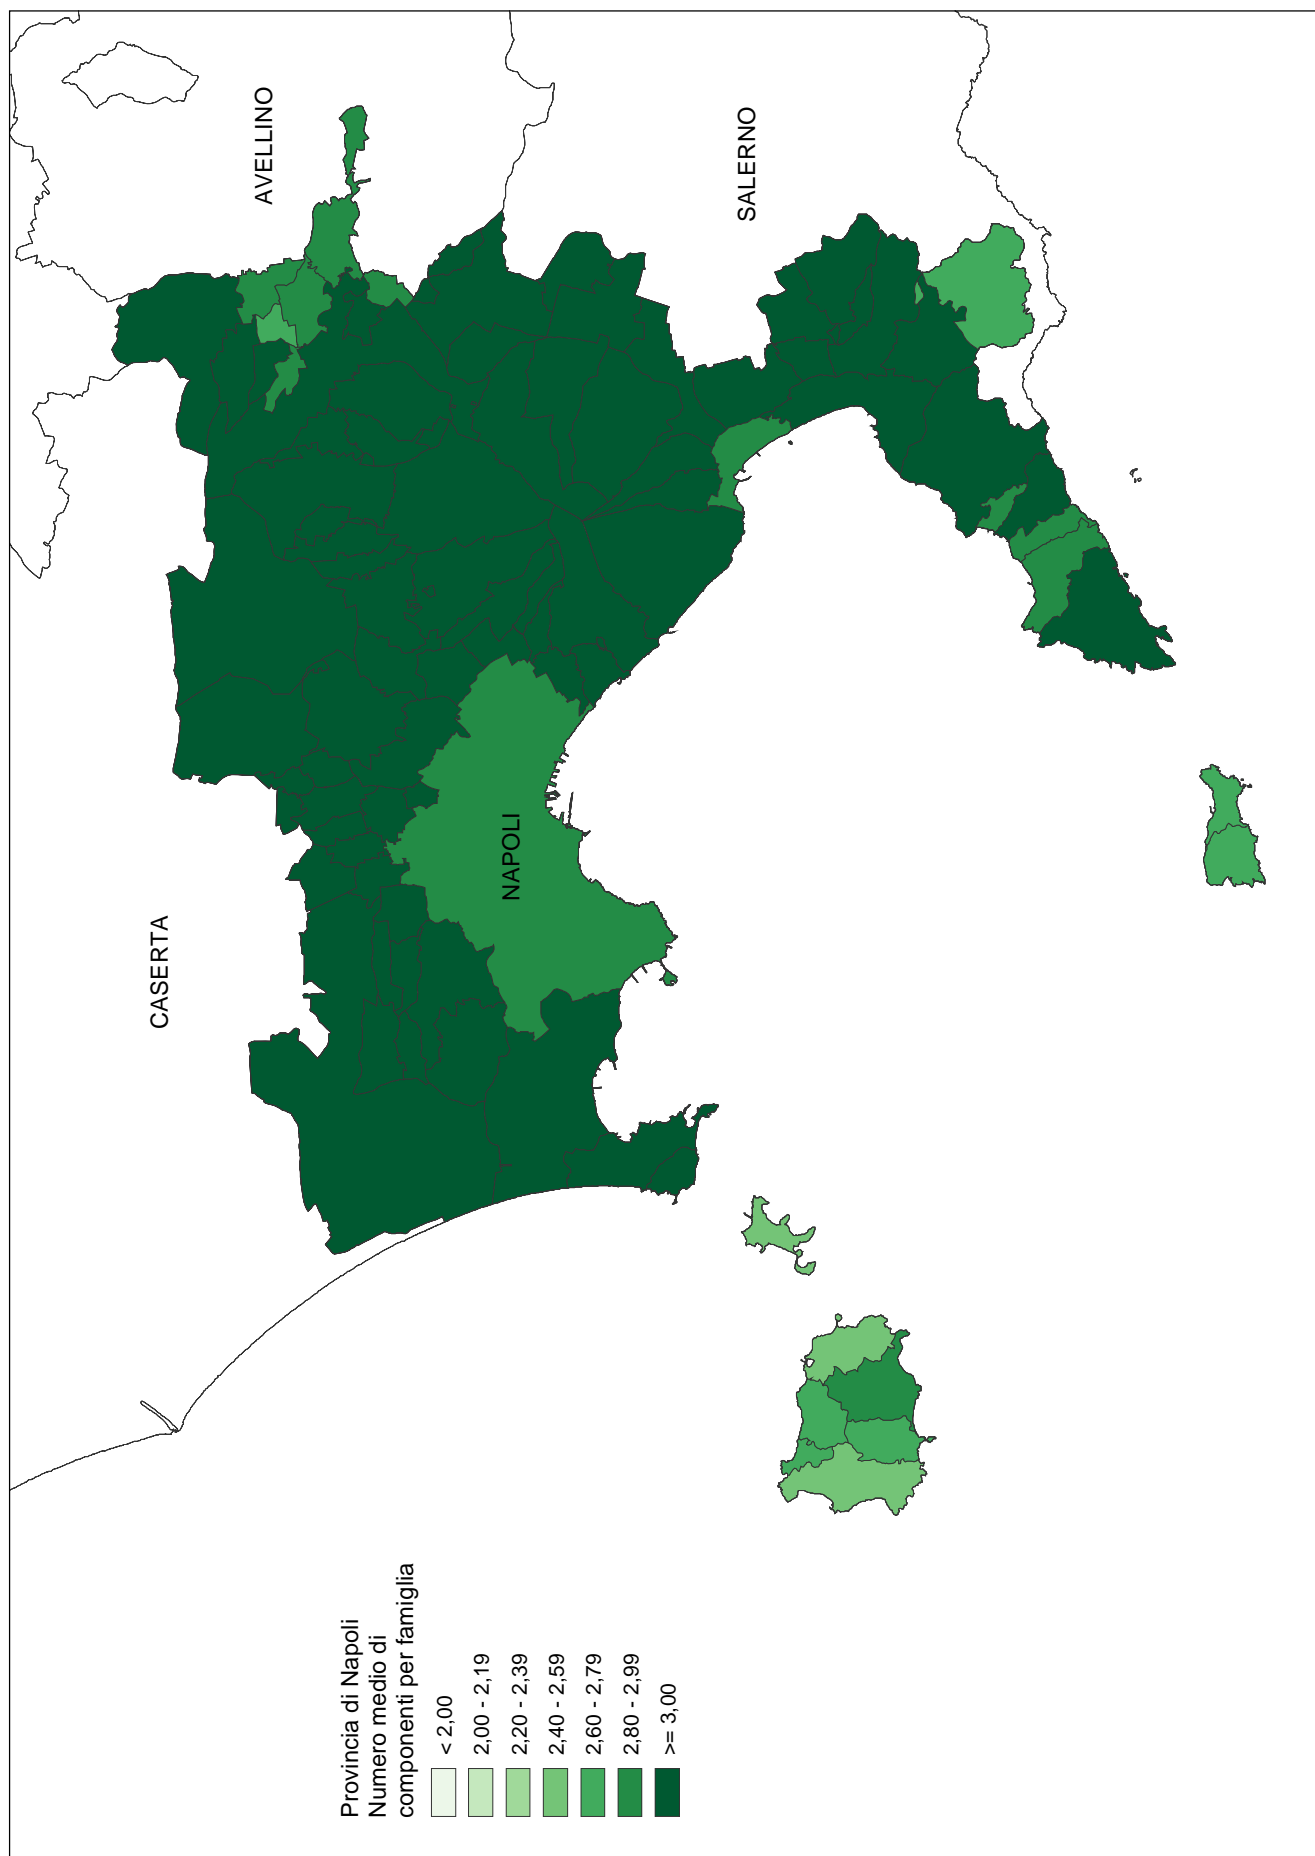 CASERTA
AVELLINO
NAPOLI
SALERNO
Provincia di Napoli
Numero medio di
componenti per famiglia
< 2,00
2,00 - 2,19
2,20 - 2,39
2,40 - 2,59
2,60 - 2,79
2,80 - 2,99
>= 3,00